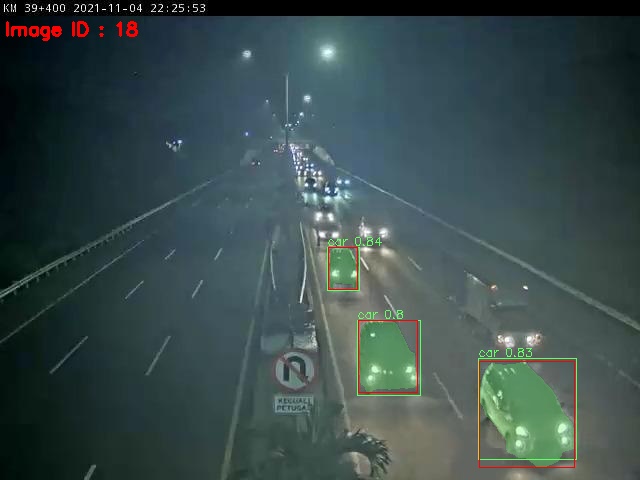 KM 39+400 2021-11-04 22:25:53
Image ID : 18
car 0.84
car 0.8
car 0.83
KECUALI
PETUGAS